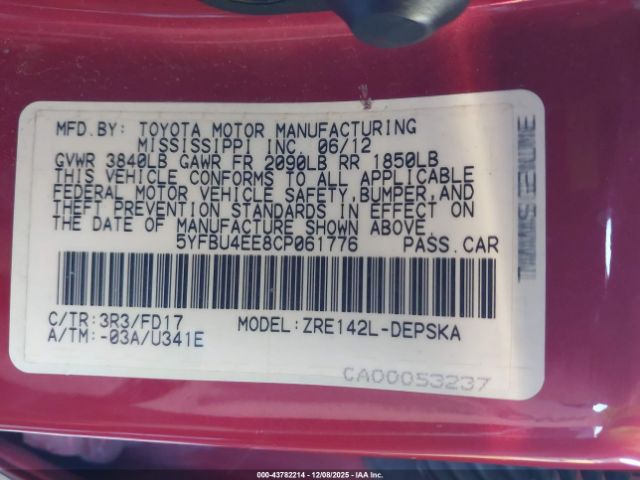 MFD.BY: TOYOTA MOTOR MANUFACTURING
MISSISSIPPI INC. 06/12
GVWR 3840LB GAWR FR 2090LB RR 1850LB
THIS VEHICLE CONFORMS TO ALL APPLICABLE
FEDERAL MOTOR VEHICLE SAFETY,BUMPER,AND
THEFT PREVENTION STANDARDS IN EFFECT ON
THE DATE OF MANUFACTURE SHOWN ABOVE.
5YFBU4EE8CP061776 PASS.CAR
C/TR:3R3/FD17 MODEL:ZRE142L-DEPSKA
A/TM:-03A/U341E
CA00053237
TMMMS GENUINE
000-43782214 - 12/08/2025 - IAA Inc.